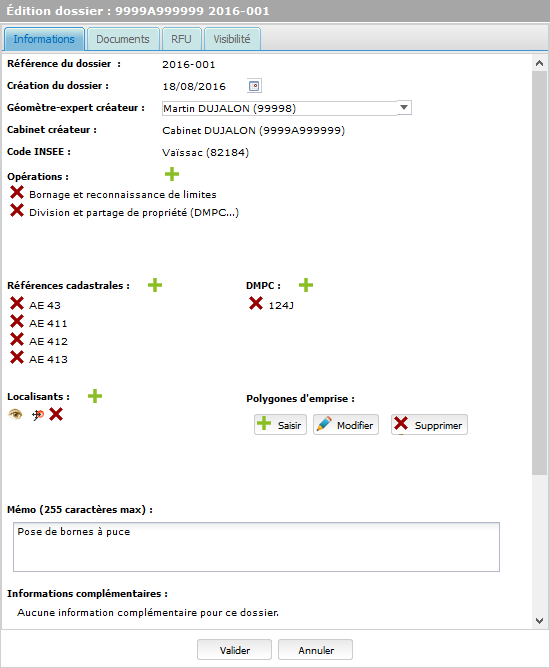 Édition dossier : 9999A999999 2016-001
Informations Documents RFU Visibilité
Référence du dossier : 2016-001
Création du dossier : 18/08/2016
Géomètre-expert créateur : Martin DUJALON (99998)
Cabinet créateur : Cabinet DUJALON (9999A999999)
Code INSEE : Vaïssac (82184)
Opérations :
Bornage et reconnaissance de limites
Division et partage de propriété (DMPC...)
Références cadastrales : DMPC :
AE 43 124J
AE 411
AE 412
AE 413
Localisants : Polygones d'emprise :
Saisir Modifier Supprimer
Mémo (255 caractères max) :
Pose de bornes à puce
Informations complémentaires :
Aucune information complémentaire pour ce dossier.
Valider Annuler